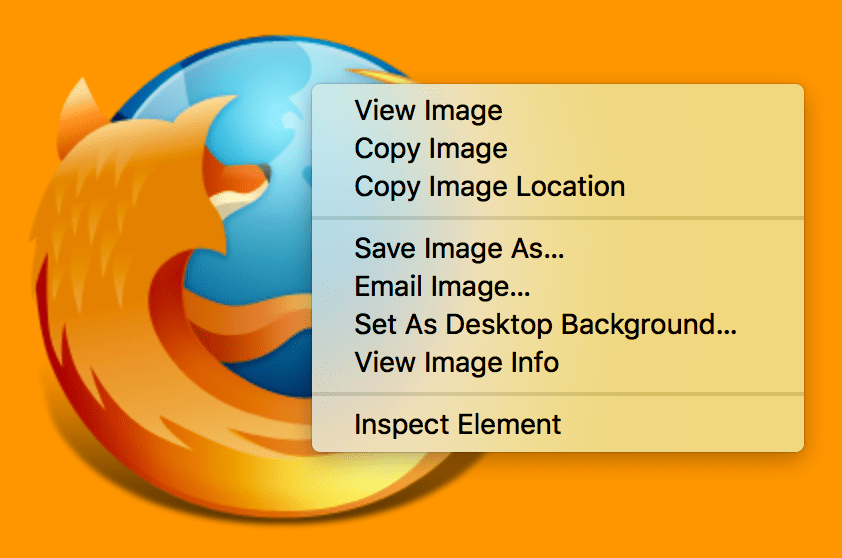 View Image
Copy Image
Copy Image Location
Save Image As...
Email Image...
Set As Desktop Background...
View Image Info
Inspect Element